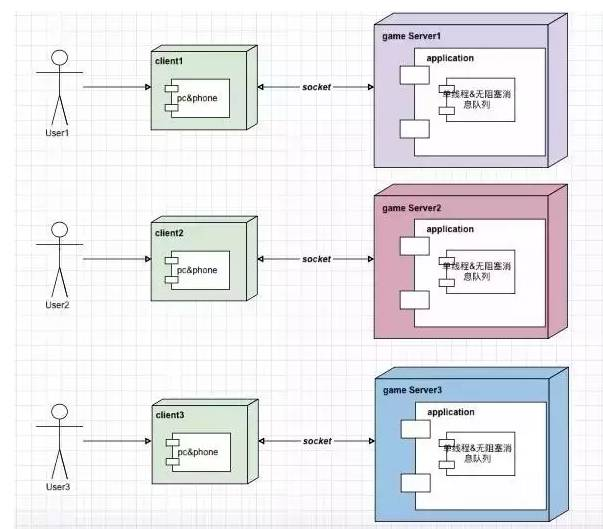 game Server1
client1
application
pc&phone
socket
单线程&无阻塞消
息队列
User1
game Server2
client2
application
pc&phone
socket
单线程&无阻塞消
息队列
User2
game Server3
client3
application
pc&phone
socket
单线程&无阻塞消
息队列
User3